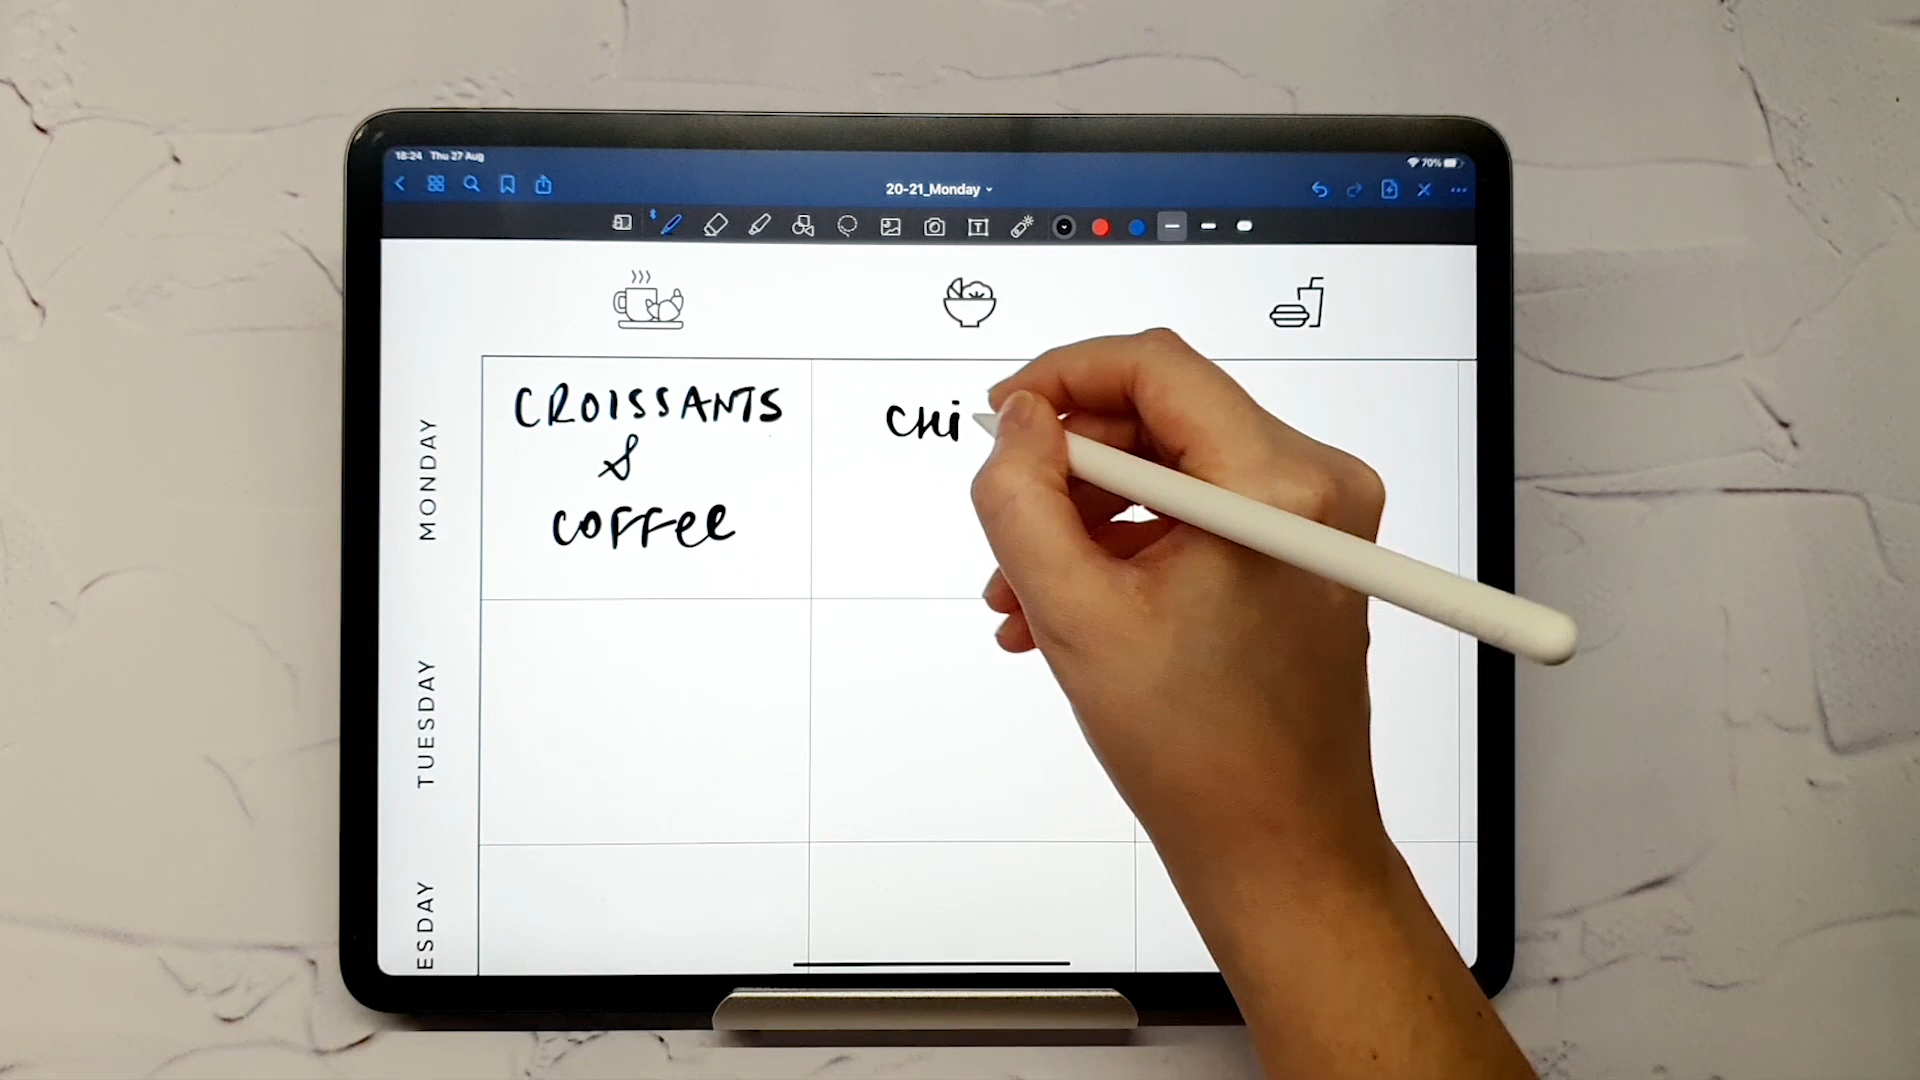 18:24 Thu 27 Aug
70%
20-21_Monday
T
MONDAY
CROISSANTS
&
COFFEE
CHi
TUESDAY
ESDAY